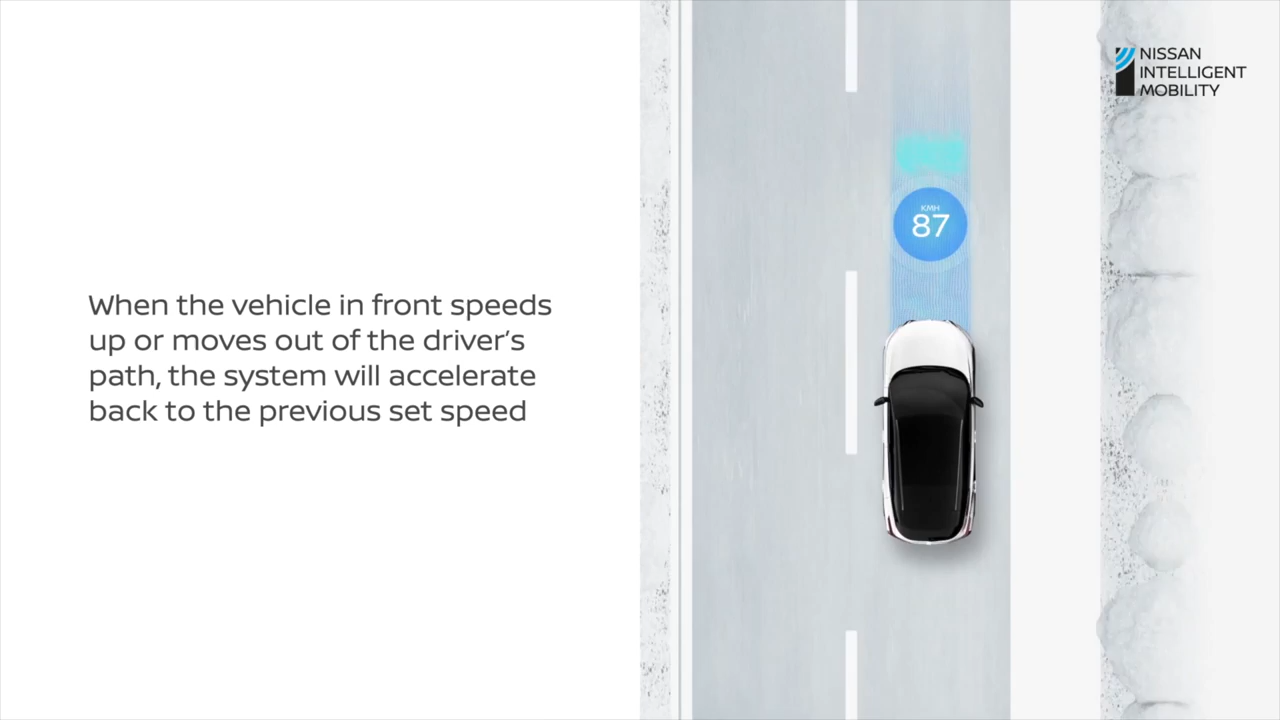 NISSAN
INTELLIGENT
MOBILITY
KMH
87
When the vehicle in front speeds
up or moves out of the driver's
path, the system will accelerate
back to the previous set speed